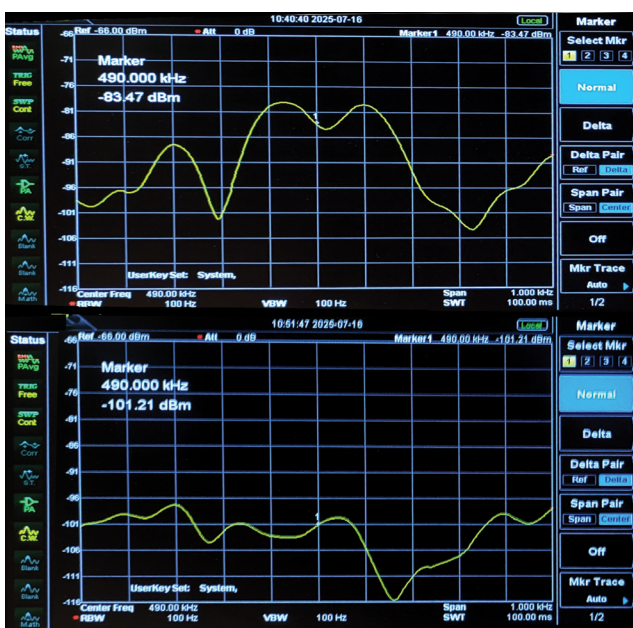 10:40:40 2025-07-16 Local
Status Ref -66.00 dBm Att 0 dB Marker1 490.00 kHz -83.47 dBm
Marker
Select Mkr
1 2 3 4
Normal
Delta
Delta Pair
Ref Delta
Span Pair
Span Center
Off
Mkr Trace
Auto
1/2
PAvg
TRIG
Free
SWP
Cont
Corr
S.T.
PA
C.W.
Blank
Blank
Math
-66
-71
-76
-81
-86
-91
-96
-101
-106
-111
-116
Marker
490.000 kHz
-83.47 dBm
UserKey Set: System,
Center Freq 490.00 kHz Span 1.000 kHz
RBW 100 Hz VBW 100 Hz SWT 100.00 ms
10:51:47 2025-07-16 Local
Status Ref -66.00 dBm Att 0 dB Marker1 490.00 kHz -101.21 dBm
Marker
Select Mkr
1 2 3 4
Normal
Delta
Delta Pair
Ref Delta
Span Pair
Span Center
Off
Mkr Trace
Auto
1/2
PAvg
TRIG
Free
SWP
Cont
Corr
S.T.
PA
C.W.
Blank
Blank
Math
-66
-71
-76
-81
-86
-91
-96
-101
-106
-111
-116
Marker
490.000 kHz
-101.21 dBm
UserKey Set: System,
Center Freq 490.00 kHz Span 1.000 kHz
RBW 100 Hz VBW 100 Hz SWT 100.00 ms